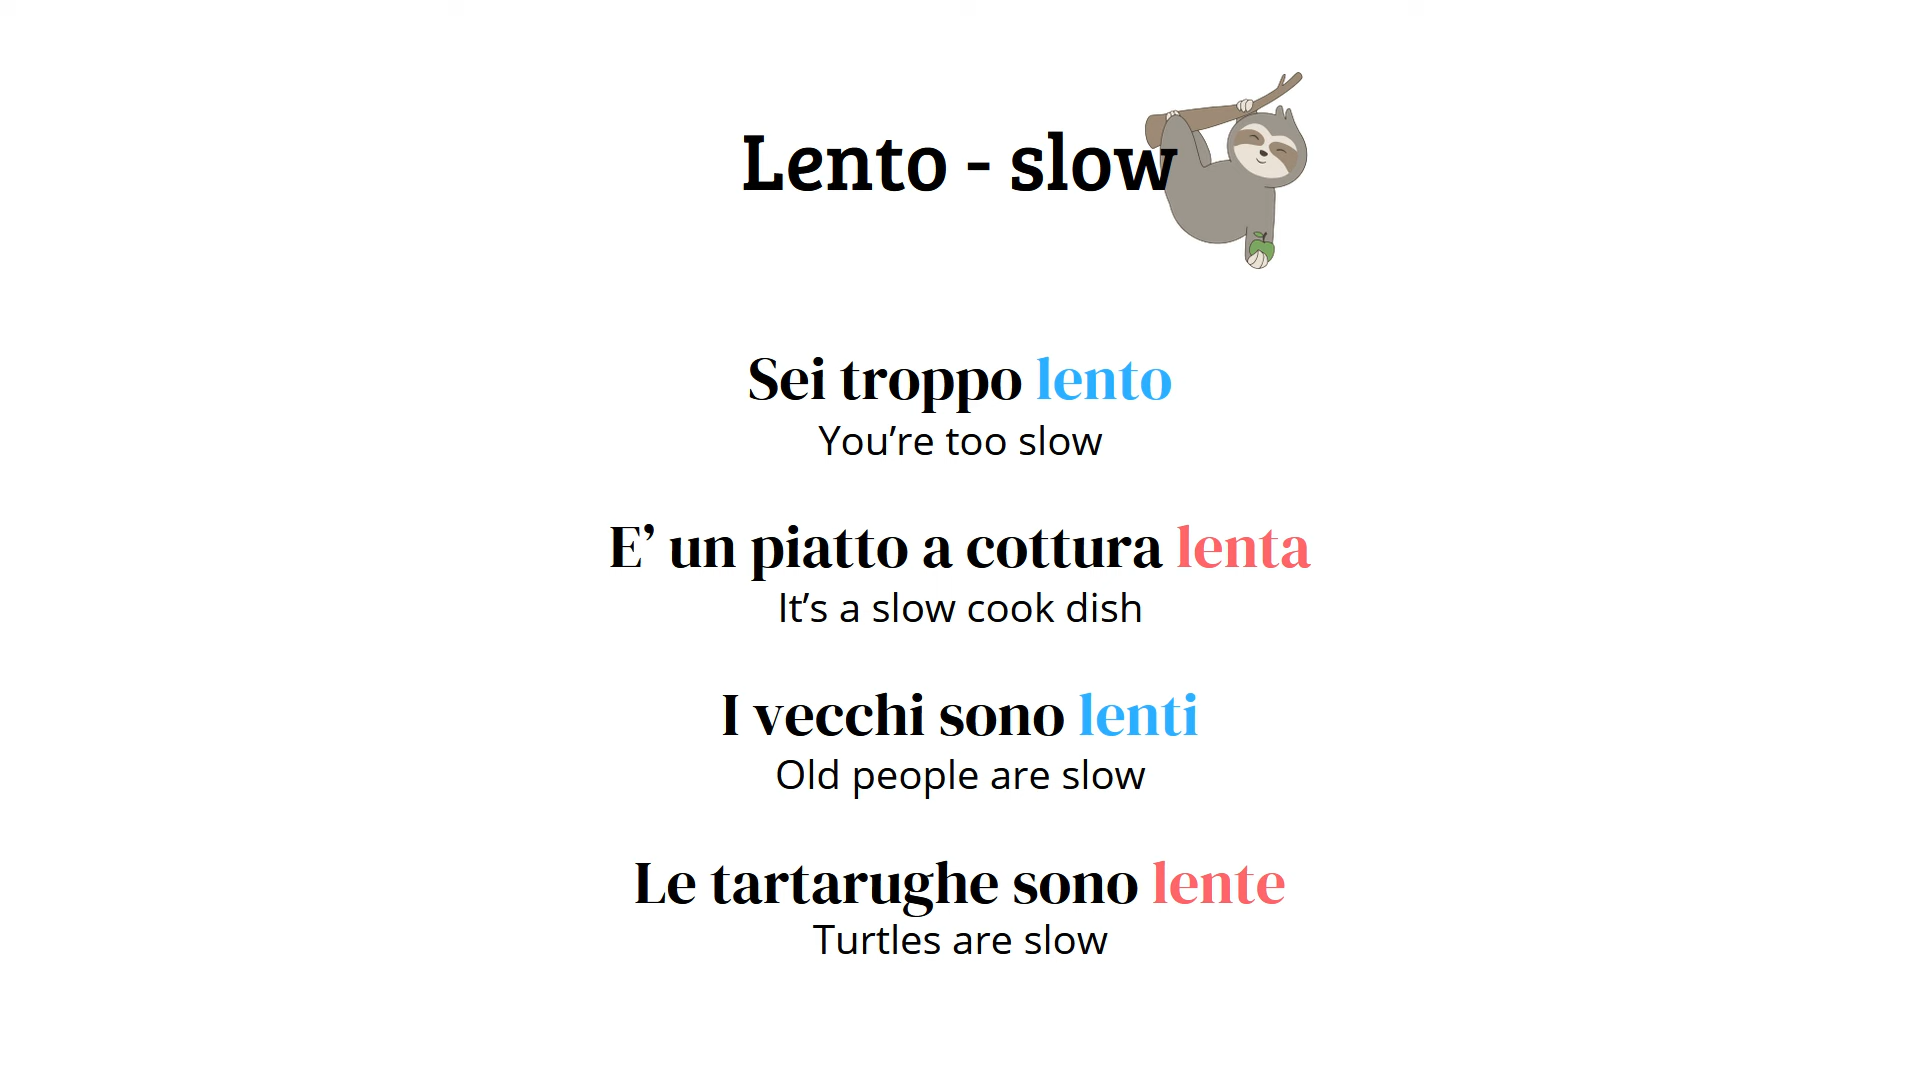 Lento - slow
Sei troppo lento
You’re too slow
E’ un piatto a cottura lenta
It’s a slow cook dish
I vecchi sono lenti
Old people are slow
Le tartarughe sono lente
Turtles are slow